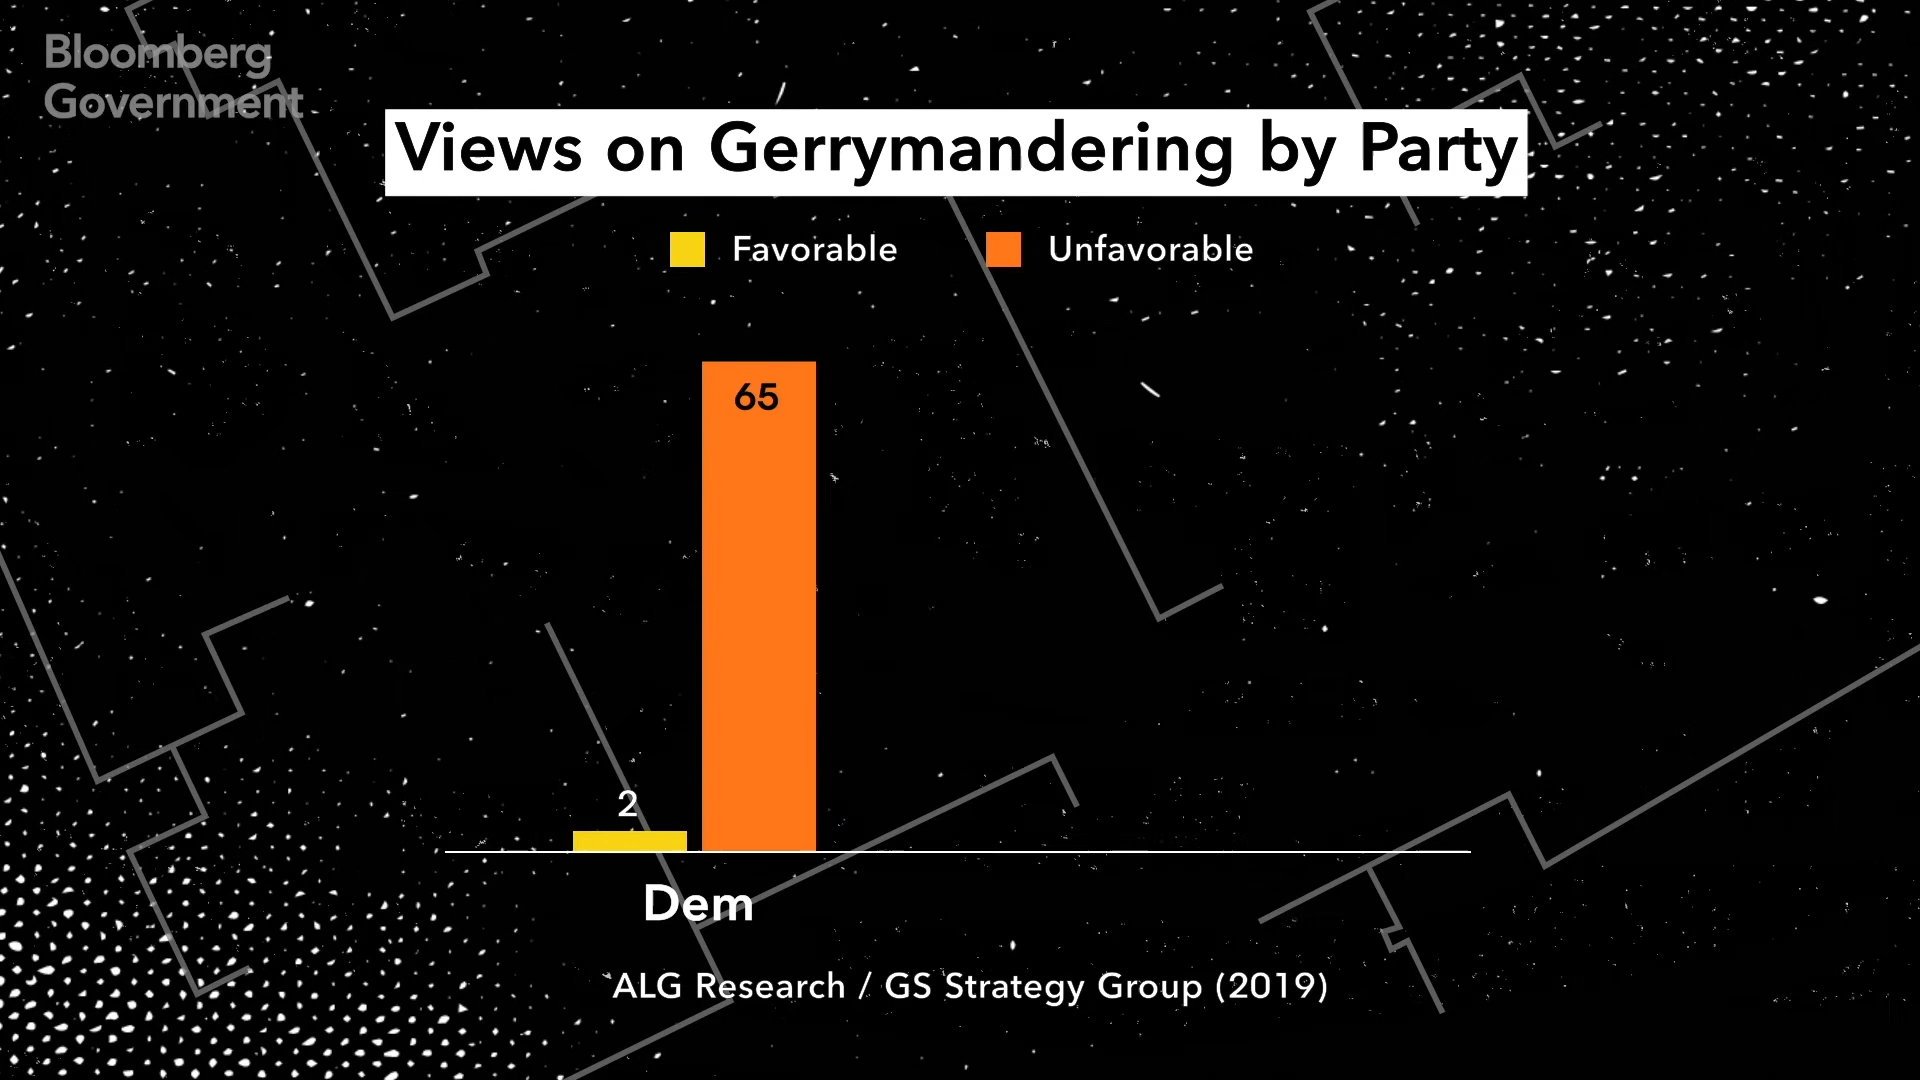 Bloomberg
Government
Views on Gerrymandering by Party
Favorable
Unfavorable
65
2
Dem
ALG Research / GS Strategy Group (2019)